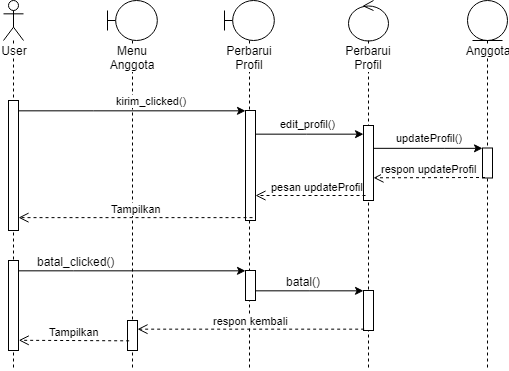 User
Menu
Anggota
Perbarui
Profil
Perbarui
Profil
Anggota
kirim_clicked()
edit_profil()
updateProfil()
respon updateProfil
pesan updateProfil
Tampilkan
batal_clicked()
batal()
respon kembali
Tampilkan